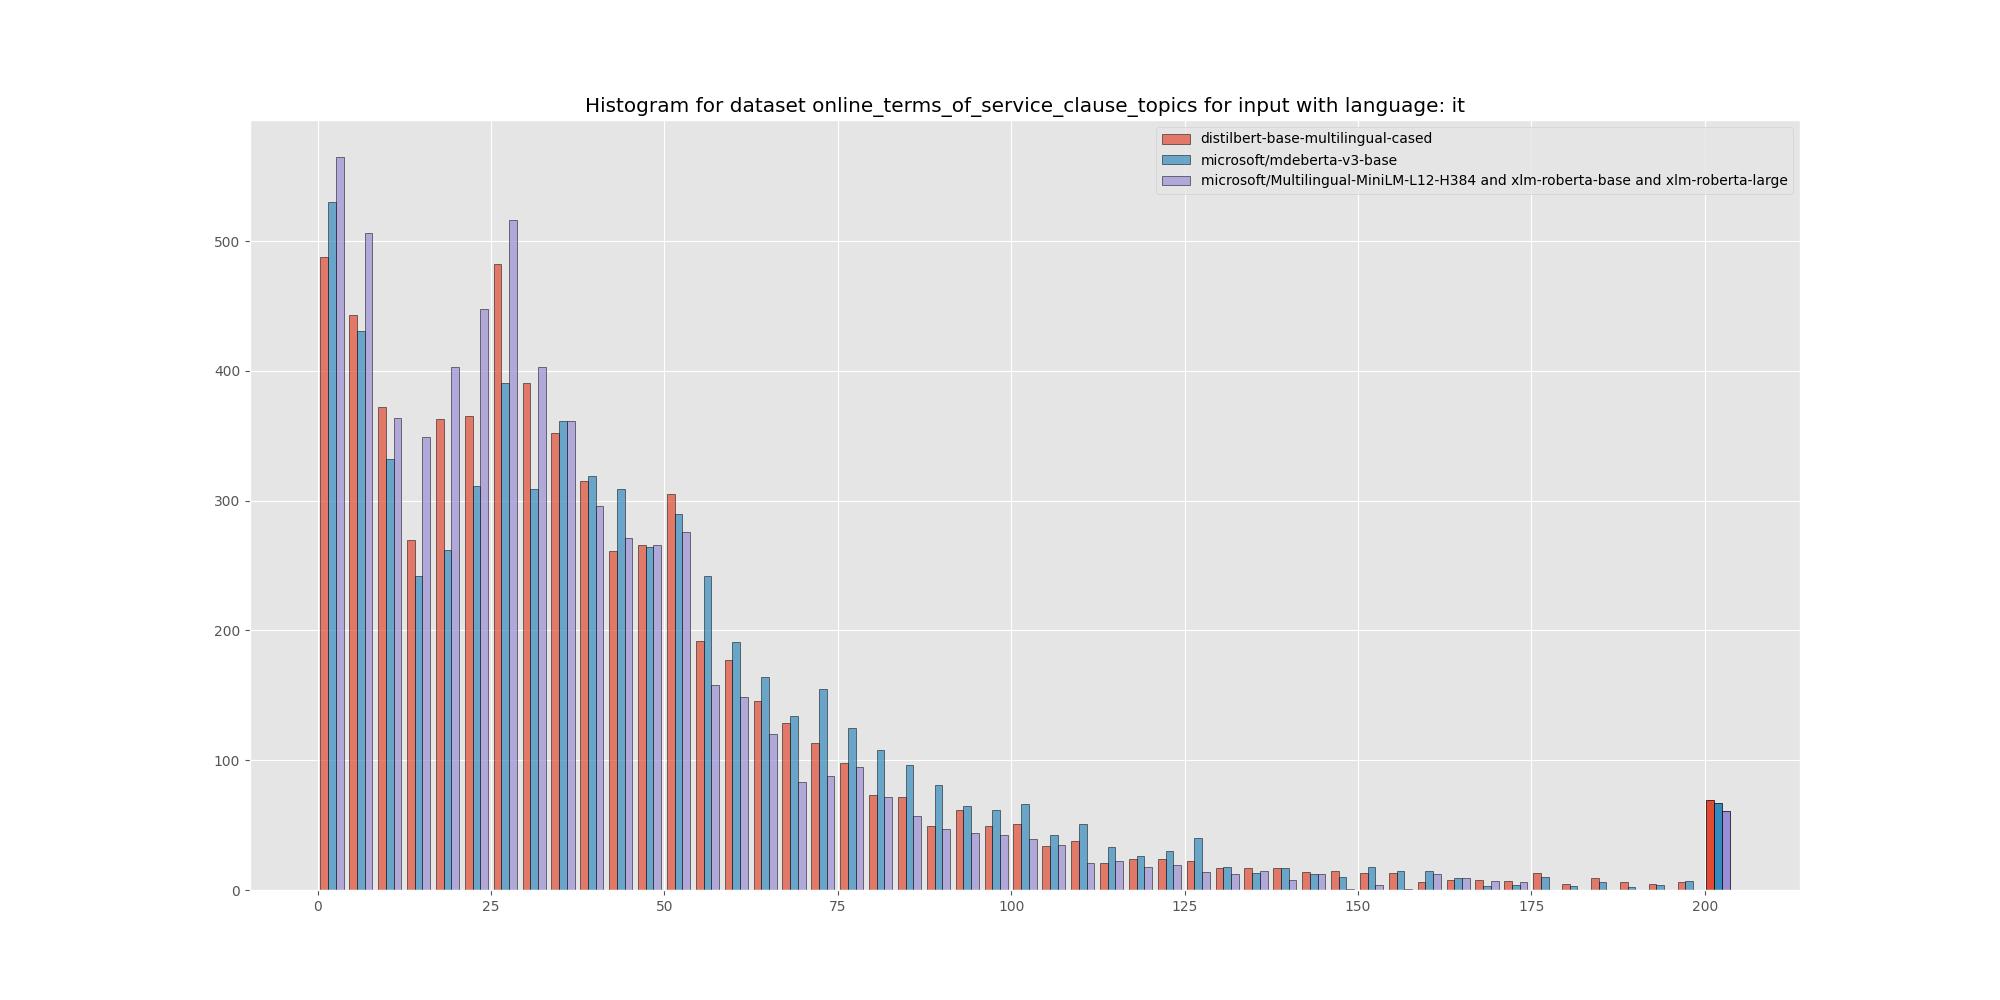 Histogram for dataset online_terms_of_service_clause_topics for input with language: it
distilbert-base-multilingual-cased
microsoft/mdeberta-v3-base
microsoft/Multilingual-MiniLM-L12-H384 and xlm-roberta-base and xlm-roberta-large
500
400
300
200
100
0
0 25 50 75 100 125 150 175 200